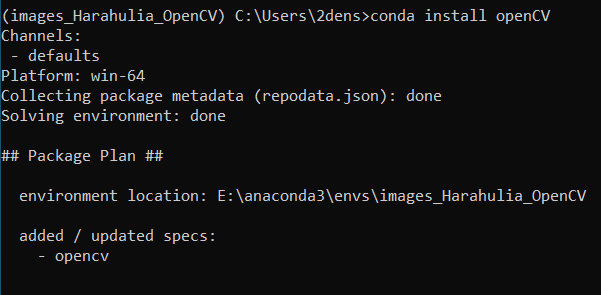 (images_Harahulia_OpenCV) C:\Users\2dens>conda install openCV
Channels:
 - defaults
Platform: win-64
Collecting package metadata (repodata.json): done
Solving environment: done
## Package Plan ##
  environment location: E:\anaconda3\envs\images_Harahulia_OpenCV
  added / updated specs:
    - opencv